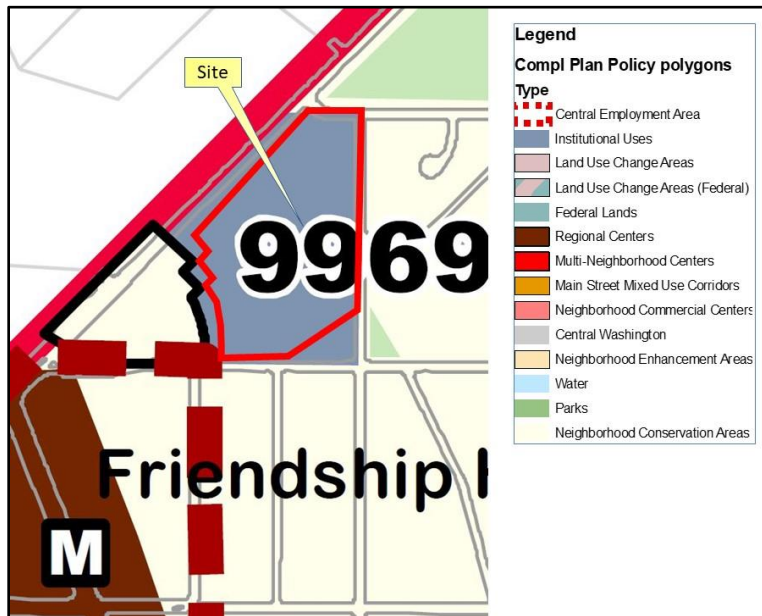 Site
9969
Friendship H
M
Legend
Compl Plan Policy polygons
Type
Central Employment Area
Institutional Uses
Land Use Change Areas
Land Use Change Areas (Federal)
Federal Lands
Regional Centers
Multi-Neighborhood Centers
Main Street Mixed Use Corridors
Neighborhood Commercial Centers
Central Washington
Neighborhood Enhancement Areas
Water
Parks
Neighborhood Conservation Areas